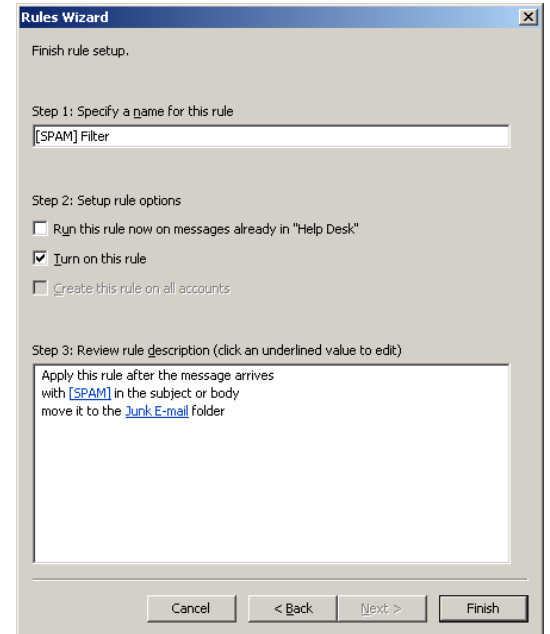 Rules Wizard
Finish rule setup.
Step 1: Specify a name for this rule
[SPAM] Filter
Step 2: Setup rule options
Run this rule now on messages already in "Help Desk"
Turn on this rule
Create this rule on all accounts
Step 3: Review rule description (click an underlined value to edit)
Apply this rule after the message arrives
with [SPAM] in the subject or body
move it to the Junk E-mail folder
Cancel < Back Next > Finish